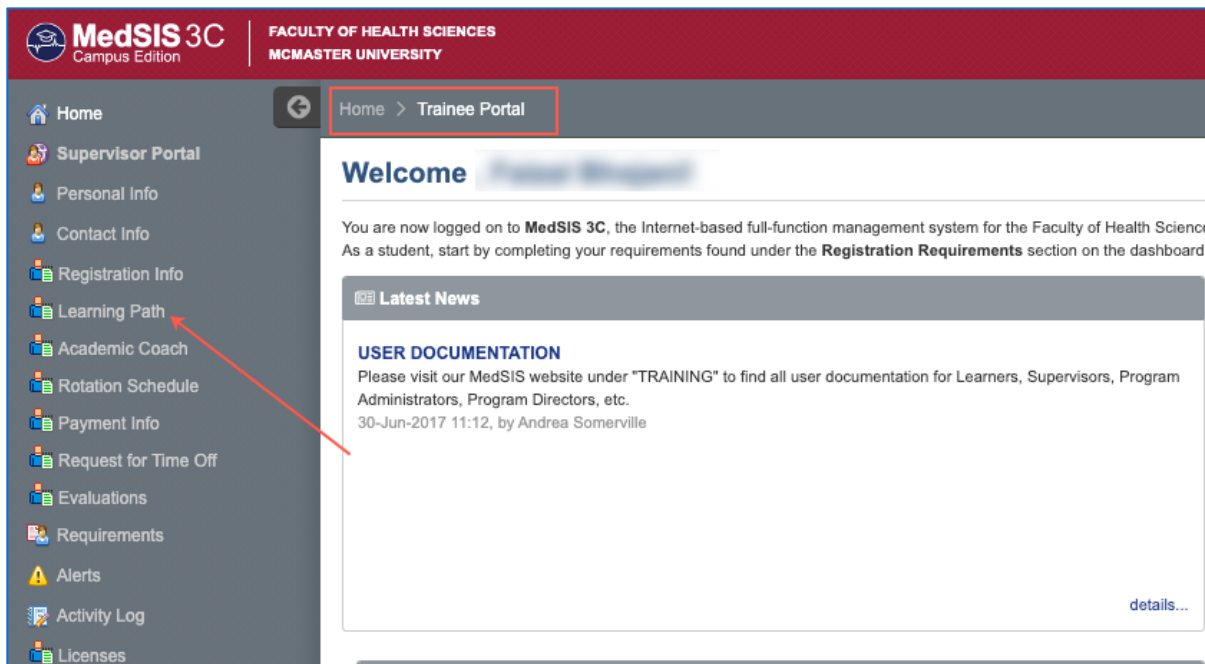 MedSIS 3C
Campus Edition
FACULTY OF HEALTH SCIENCES
MCMASTER UNIVERSITY
Home
Supervisor Portal
Personal Info
Contact Info
Registration Info
Learning Path
Academic Coach
Rotation Schedule
Payment Info
Request for Time Off
Evaluations
Requirements
Alerts
Activity Log
Licenses
Home > Trainee Portal
Welcome
You are now logged on to MedSIS 3C, the Internet-based full-function management system for the Faculty of Health Science
As a student, start by completing your requirements found under the Registration Requirements section on the dashboard
Latest News
USER DOCUMENTATION
Please visit our MedSIS website under "TRAINING" to find all user documentation for Learners, Supervisors, Program
Administrators, Program Directors, etc.
30-Jun-2017 11:12, by Andrea Somerville
details...